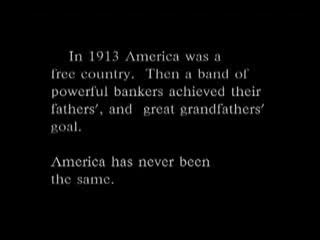 In 1913 America was a
free country. Then a band of
powerful bankers achieved their
fathers', and great grandfathers'
goal.
America has never been
the same.